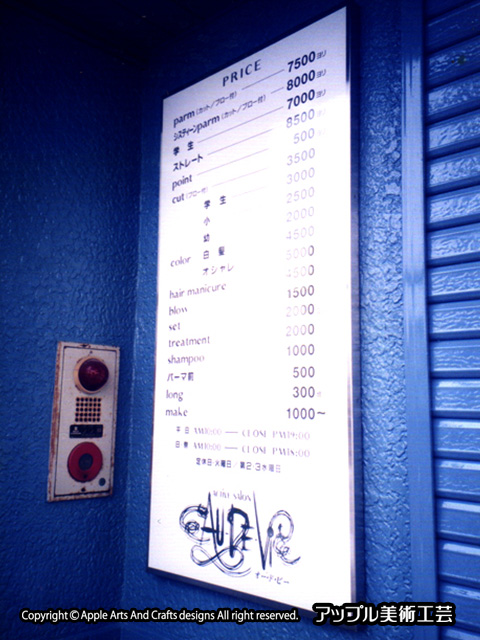 PRICE
parm (カット/ブロー付) 7500
システィーンparm (カット/ブロー付) 8000
学生 7000
ストレート 8500
point 500
cut (ブロー付) 3500
学生 3000
小 2500
幼 2000
color 白髪 4500
オシャレ 5000
hair manicure 4500
blow 1500
set 2000
treatment 2000
shampoo 1000
パーマ前 500
long 300
make 1000〜
平日 AM10:00 — CLOSE PM19:00
日祭 AM10:00 — CLOSE PM18:00
定休日/火曜日/第2・3水曜日
ACTIVE SALON
EAU・DE・VIE
オー・ド・ビー
Copyright © Apple Arts And Crafts designs All right reserved.
アップル美術工芸